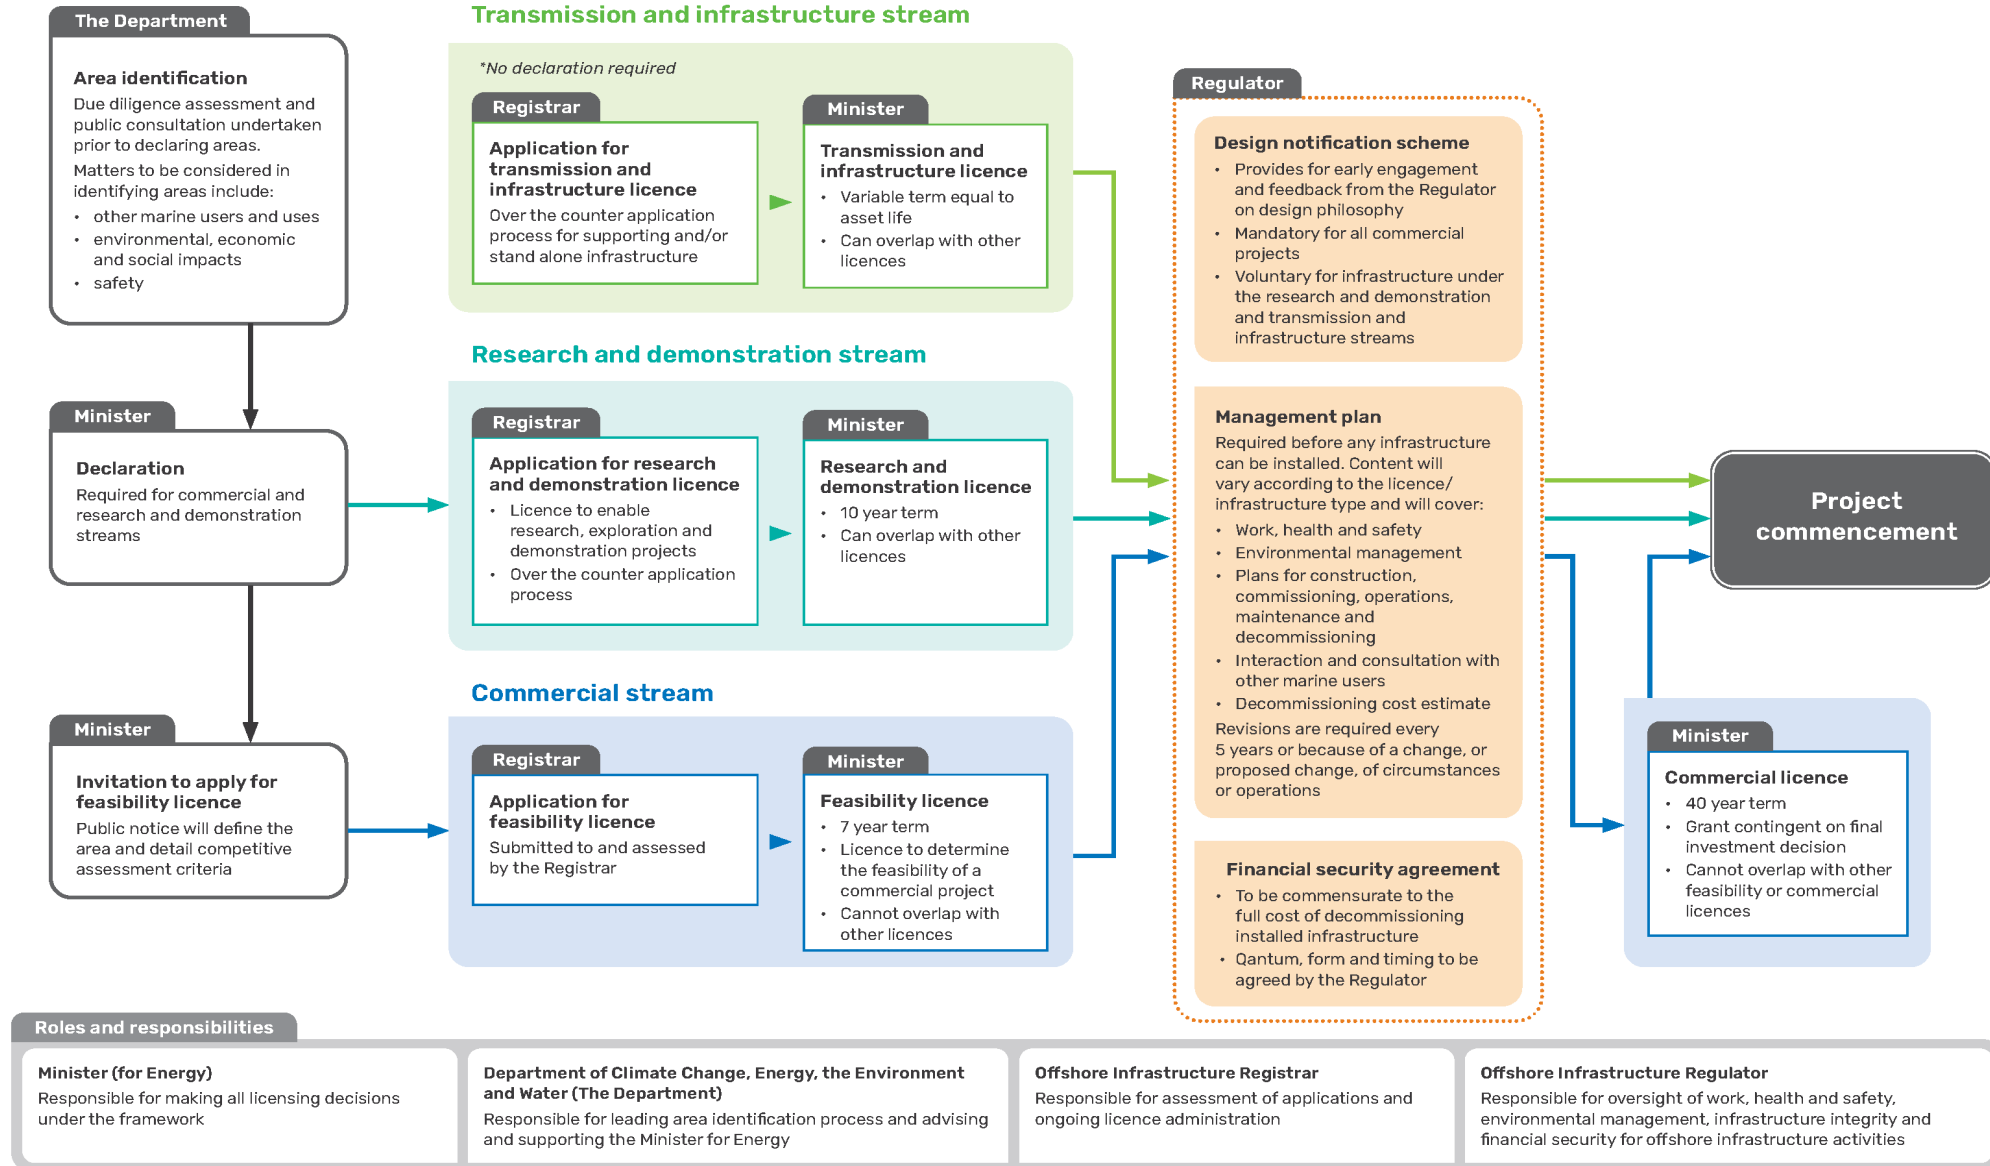 The Department
Area identification
Due diligence assessment and
public consultation undertaken
prior to declaring areas.
Matters to be considered in
identifying areas include:
• other marine users and uses
• environmental, economic
and social impacts
• safety
Minister
Declaration
Required for commercial and
research and demonstration
streams
Minister
Invitation to apply for
feasibility licence
Public notice will define the
area and detail competitive
assessment criteria
Transmission and infrastructure stream
*No declaration required
Registrar
Application for
transmission and
infrastructure licence
Over the counter application
process for supporting and/or
stand alone infrastructure
Minister
Transmission and
infrastructure licence
• Variable term equal to
asset life
• Can overlap with other
licences
Research and demonstration stream
Registrar
Application for research
and demonstration licence
• Licence to enable
research, exploration and
demonstration projects
• Over the counter application
process
Minister
Research and
demonstration licence
• 10 year term
• Can overlap with other
licences
Commercial stream
Registrar
Application for
feasibility licence
Submitted to and assessed
by the Registrar
Minister
Feasibility licence
• 7 year term
• Licence to determine
the feasibility of a
commercial project
• Cannot overlap with
other licences
Regulator
Design notification scheme
• Provides for early engagement
and feedback from the Regulator
on design philosophy
• Mandatory for all commercial
projects
• Voluntary for infrastructure under
the research and demonstration
and transmission and
infrastructure streams
Management plan
Required before any infrastructure
can be installed. Content will
vary according to the licence/
infrastructure type and will cover:
• Work, health and safety
• Environmental management
• Plans for construction,
commissioning, operations,
maintenance and
decommissioning
• Interaction and consultation with
other marine users
• Decommissioning cost estimate
Revisions are required every
5 years or because of a change, or
proposed change, of circumstances
or operations
Financial security agreement
• To be commensurate to the
full cost of decommissioning
installed infrastructure
• Qantum, form and timing to be
agreed by the Regulator
Project
commencement
Minister
Commercial licence
• 40 year term
• Grant contingent on final
investment decision
• Cannot overlap with other
feasibility or commercial
licences
Roles and responsibilities
Minister (for Energy)
Responsible for making all licensing decisions
under the framework
Department of Climate Change, Energy, the Environment
and Water (The Department)
Responsible for leading area identification process and advising
and supporting the Minister for Energy
Offshore Infrastructure Registrar
Responsible for assessment of applications and
ongoing licence administration
Offshore Infrastructure Regulator
Responsible for oversight of work, health and safety,
environmental management, infrastructure integrity and
financial security for offshore infrastructure activities